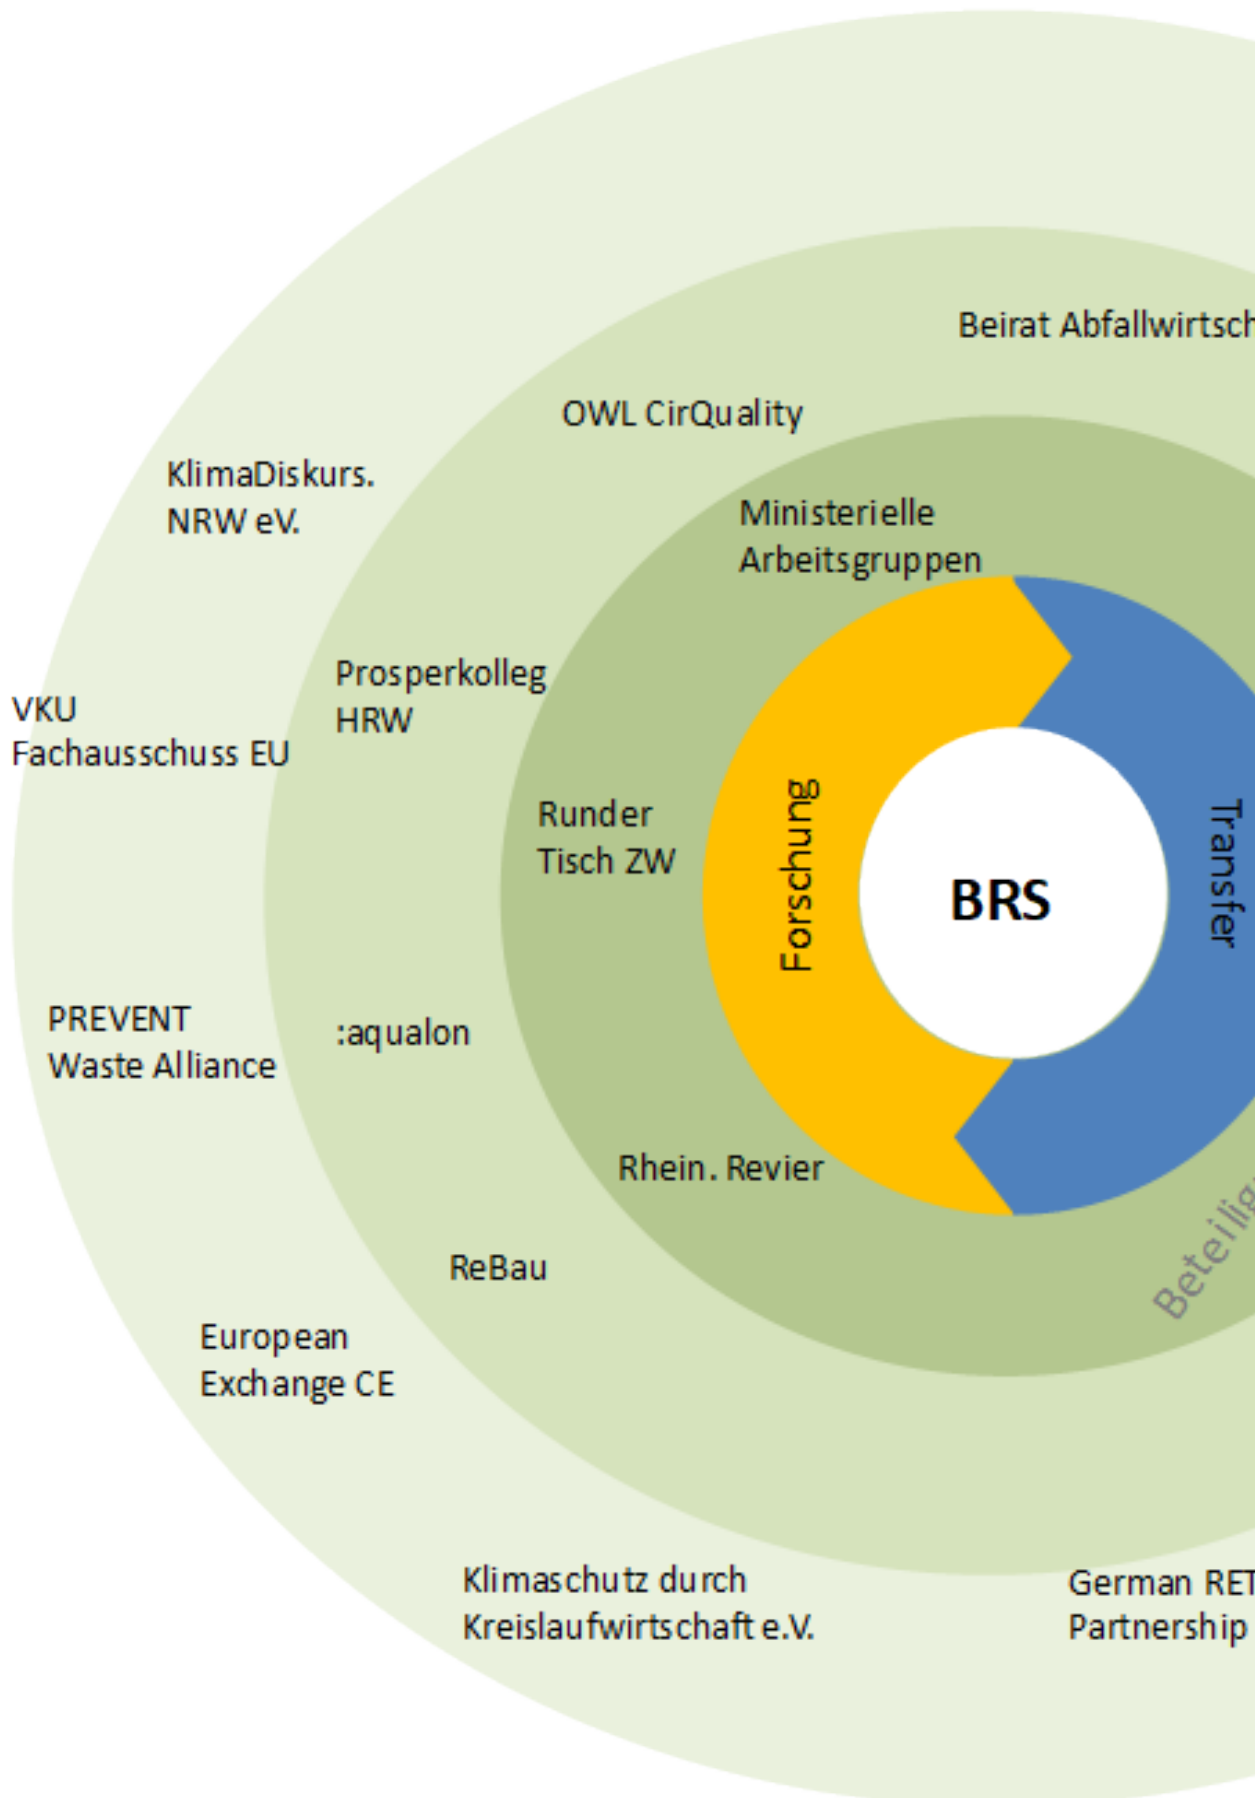 Beirat Abfallwirtsch
OWL CirQuality
KlimaDiskurs.
NRW eV.
Ministerielle
Arbeitsgruppen
Prosperkolleg
HRW
VKU
Fachausschuss EU
Runder
Tisch ZW
Forschung
BRS
Transfer
PREVENT
Waste Alliance
:aqualon
Rhein. Revier
Beteilig
ReBau
European
Exchange CE
Klimaschutz durch
Kreislaufwirtschaft e.V.
German RET
Partnership